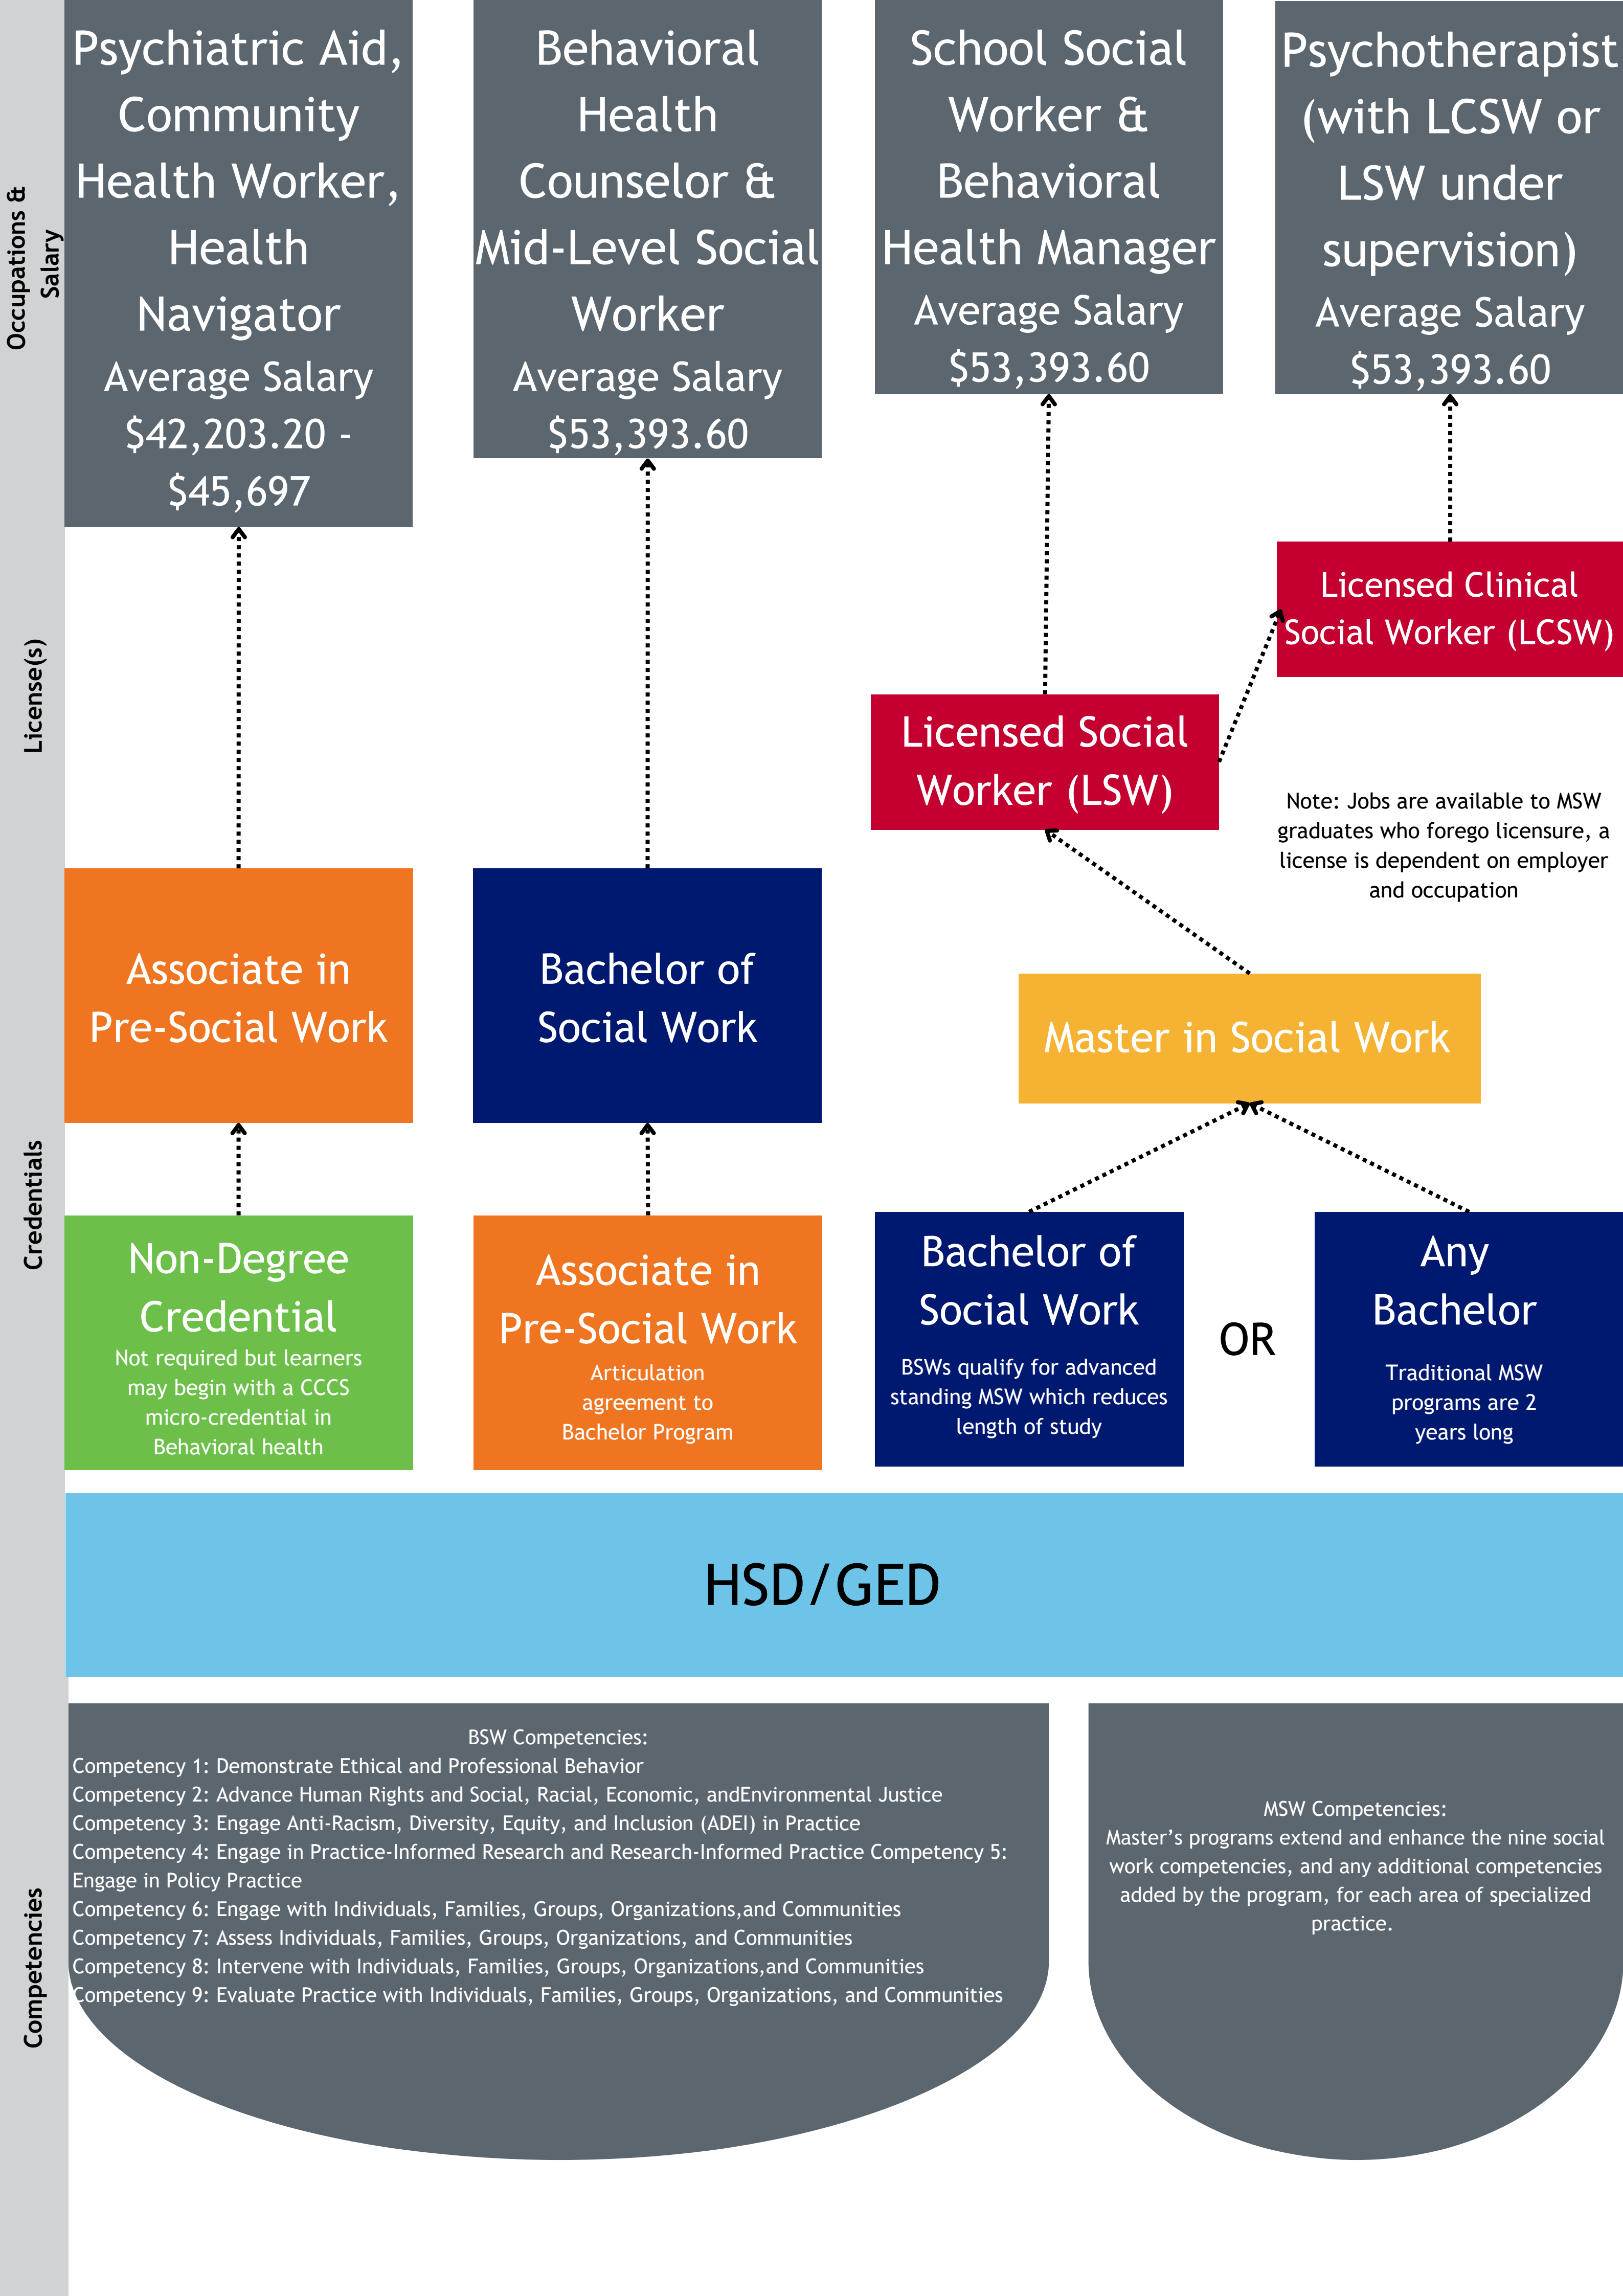 Occupations &
Salary
Psychiatric Aid,
Community
Health Worker,
Health
Navigator
Average Salary
$42,203.20 -
$45,697
Behavioral
Health
Counselor &
Mid-Level Social
Worker
Average Salary
$53,393.60
School Social
Worker &
Behavioral
Health Manager
Average Salary
$53,393.60
Psychotherapist
(with LCSW or
LSW under
supervision)
Average Salary
$53,393.60
License(s)
Licensed Clinical
Social Worker (LCSW)
Licensed Social
Worker (LSW)
Note: Jobs are available to MSW
graduates who forego licensure, a
license is dependent on employer
and occupation
Credentials
Associate in
Pre-Social Work
Bachelor of
Social Work
Master in Social Work
Non-Degree
Credential
Not required but learners
may begin with a CCCS
micro-credential in
Behavioral health
Associate in
Pre-Social Work
Articulation
agreement to
Bachelor Program
Bachelor of
Social Work
BSWs qualify for advanced
standing MSW which reduces
length of study
OR
Any
Bachelor
Traditional MSW
programs are 2
years long
HSD/GED
Competencies
BSW Competencies:
Competency 1: Demonstrate Ethical and Professional Behavior
Competency 2: Advance Human Rights and Social, Racial, Economic, andEnvironmental Justice
Competency 3: Engage Anti-Racism, Diversity, Equity, and Inclusion (ADEI) in Practice
Competency 4: Engage in Practice-Informed Research and Research-Informed Practice Competency 5:
Engage in Policy Practice
Competency 6: Engage with Individuals, Families, Groups, Organizations,and Communities
Competency 7: Assess Individuals, Families, Groups, Organizations, and Communities
Competency 8: Intervene with Individuals, Families, Groups, Organizations,and Communities
Competency 9: Evaluate Practice with Individuals, Families, Groups, Organizations, and Communities
MSW Competencies:
Master’s programs extend and enhance the nine social
work competencies, and any additional competencies
added by the program, for each area of specialized
practice.